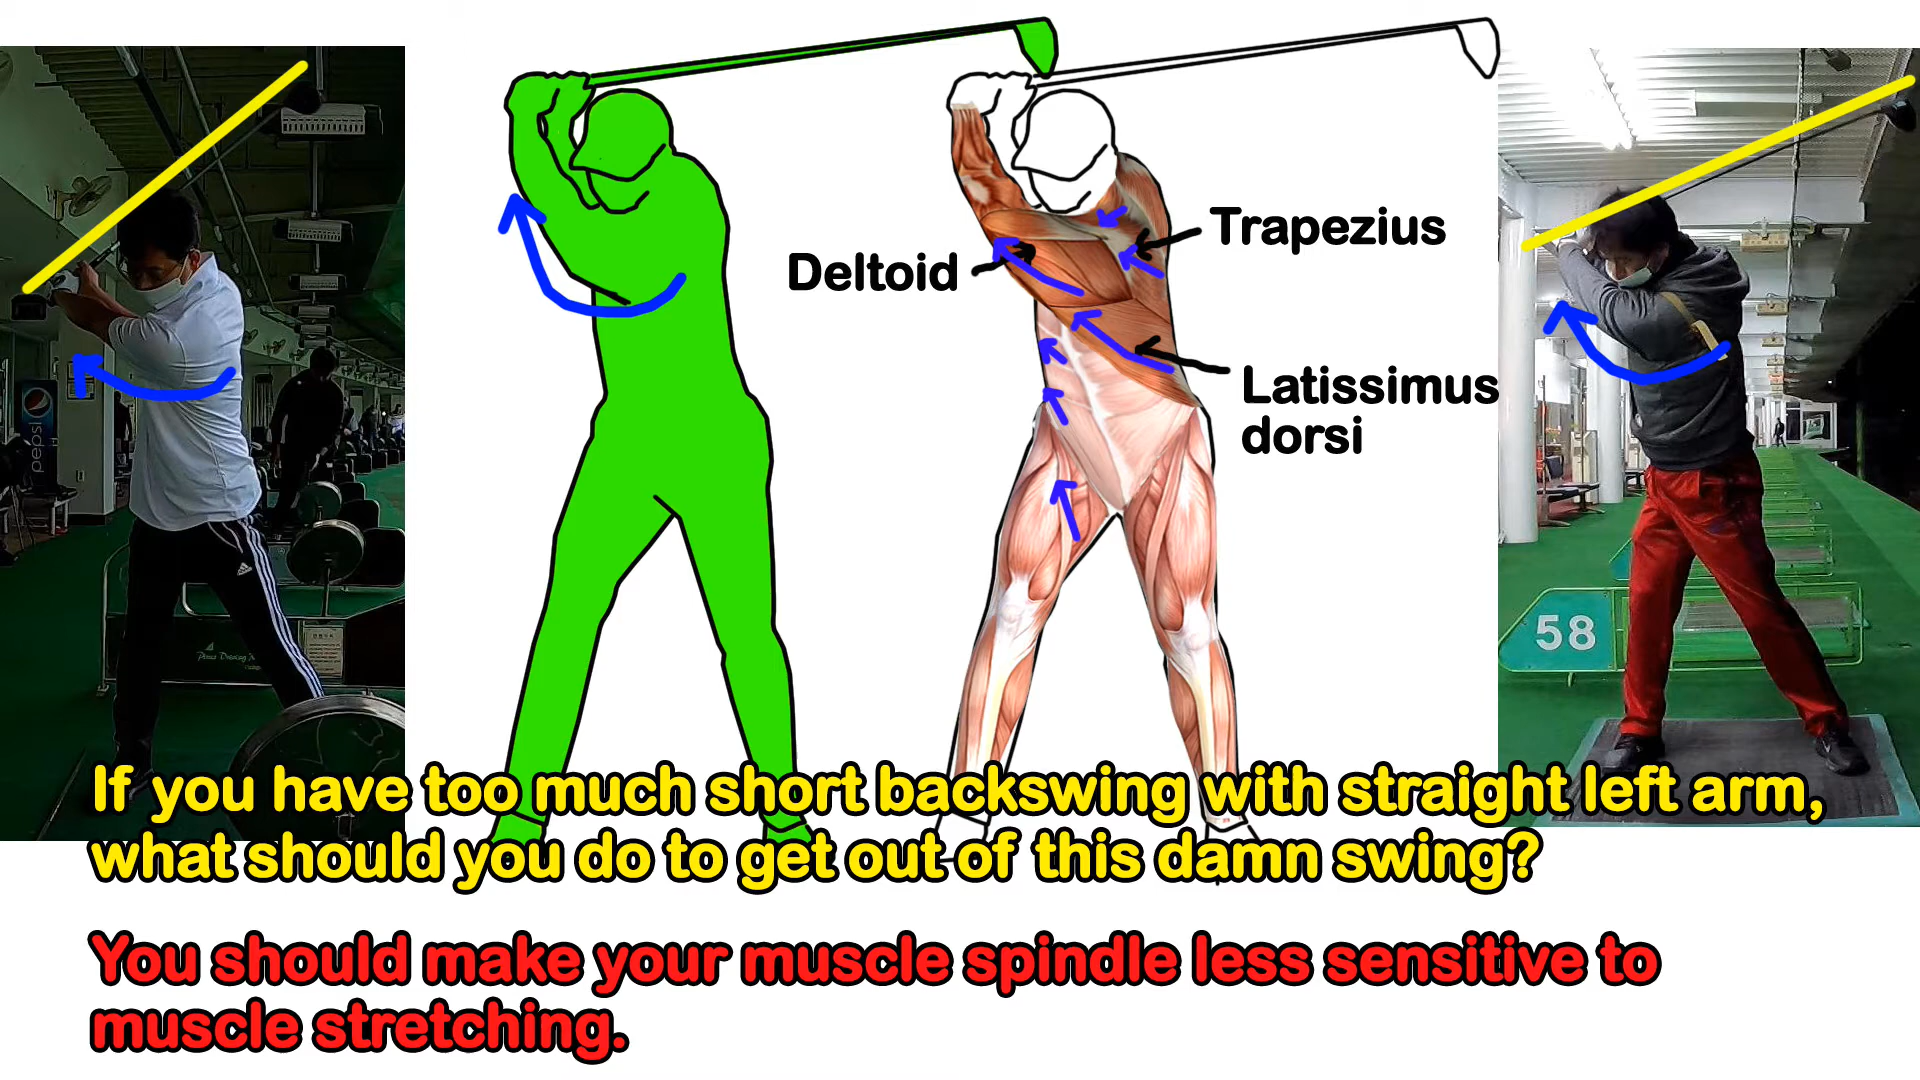 Trapezius
Deltoid
Latissimus
dorsi
pepsi
adidas
58
If you have too much short backswing with straight left arm,
what should you do to get out of this damn swing?
You should make your muscle spindle less sensitive to
muscle stretching.